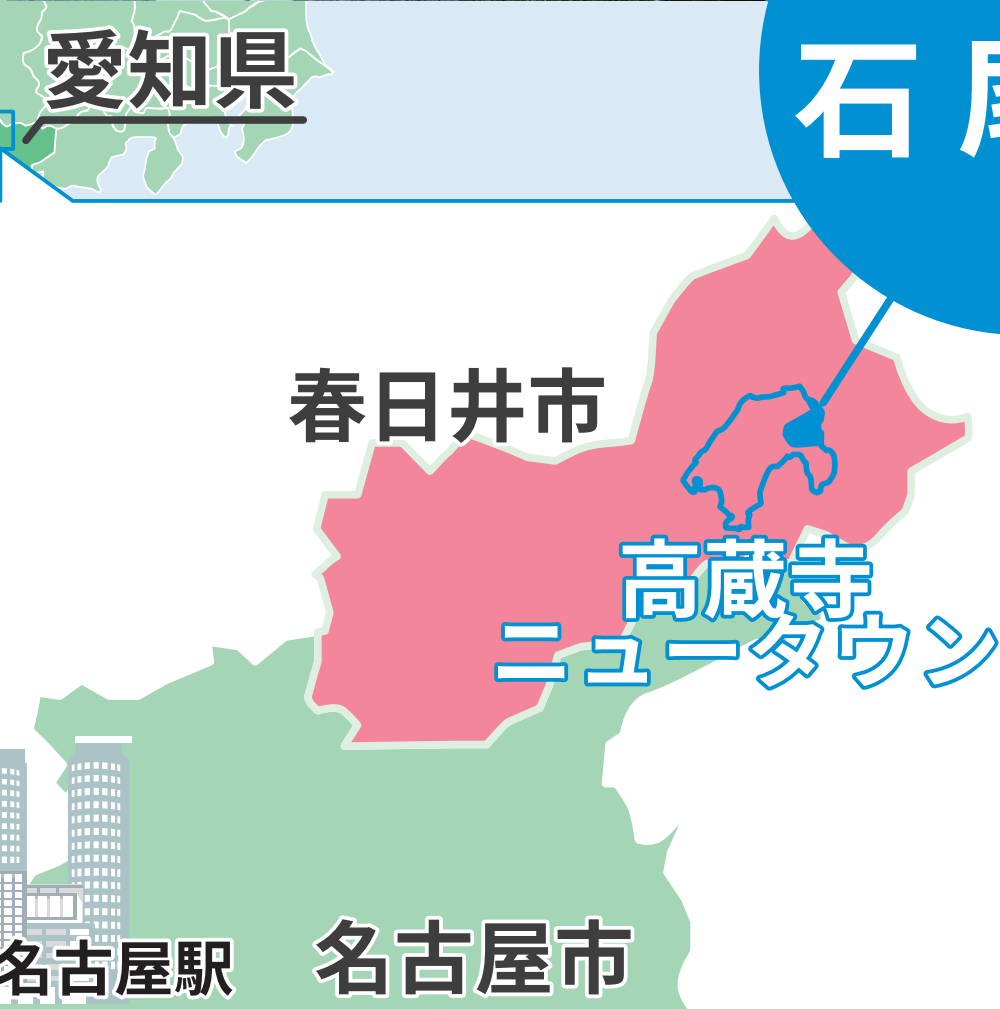 愛知県
石
春日井市
高蔵寺
ニュータウン
名古屋駅
名古屋市